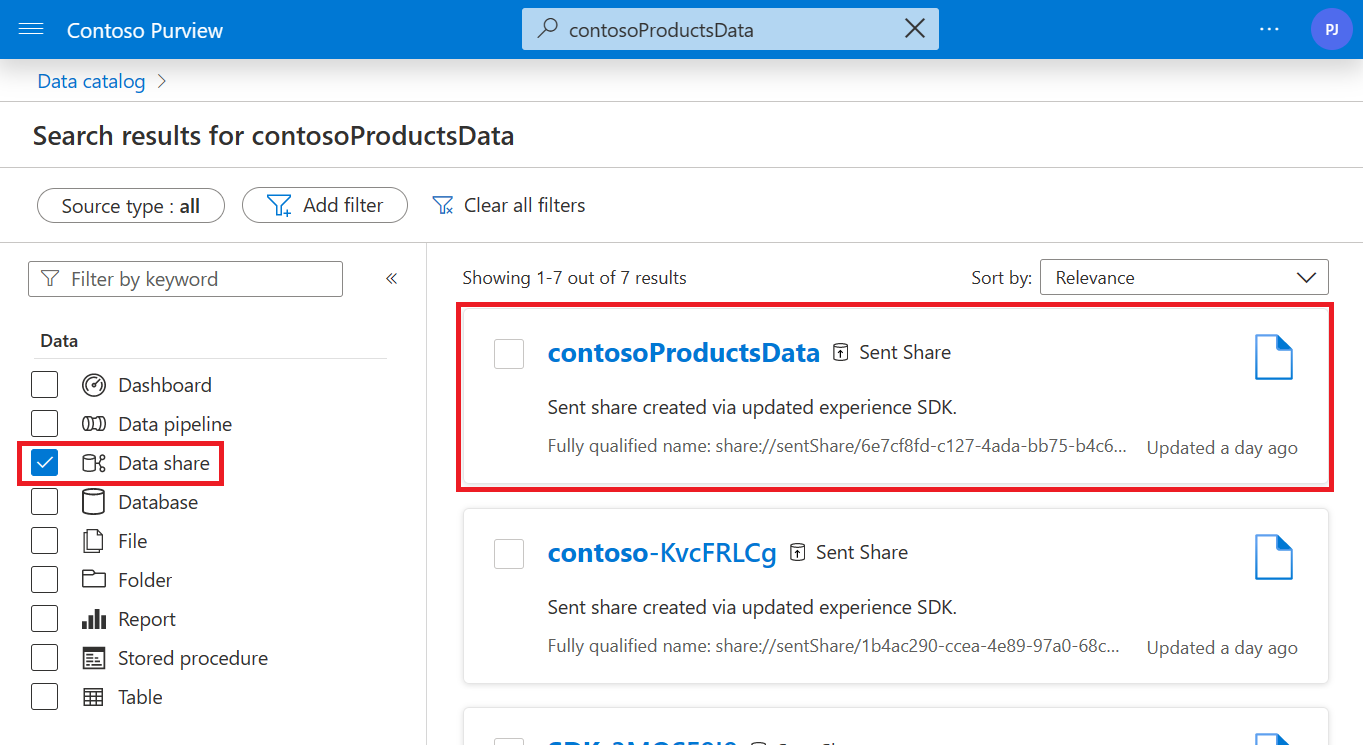 Contoso Purview
contosoProductsData
PJ
Data catalog
Search results for contosoProductsData
Source type : all
Add filter
Clear all filters
Filter by keyword
Showing 1-7 out of 7 results
Sort by:
Relevance
Data
Dashboard
Data pipeline
Data share
Database
File
Folder
Report
Stored procedure
Table
contosoProductsData
Sent Share
Sent share created via updated experience SDK.
Fully qualified name: share://sentShare/6e7cf8fd-c127-4ada-bb75-b4c6...
Updated a day ago
contoso-KvcFRLCg
Sent Share
Sent share created via updated experience SDK.
Fully qualified name: share://sentShare/1b4ac290-ccea-4e89-97a0-68c...
Updated a day ago